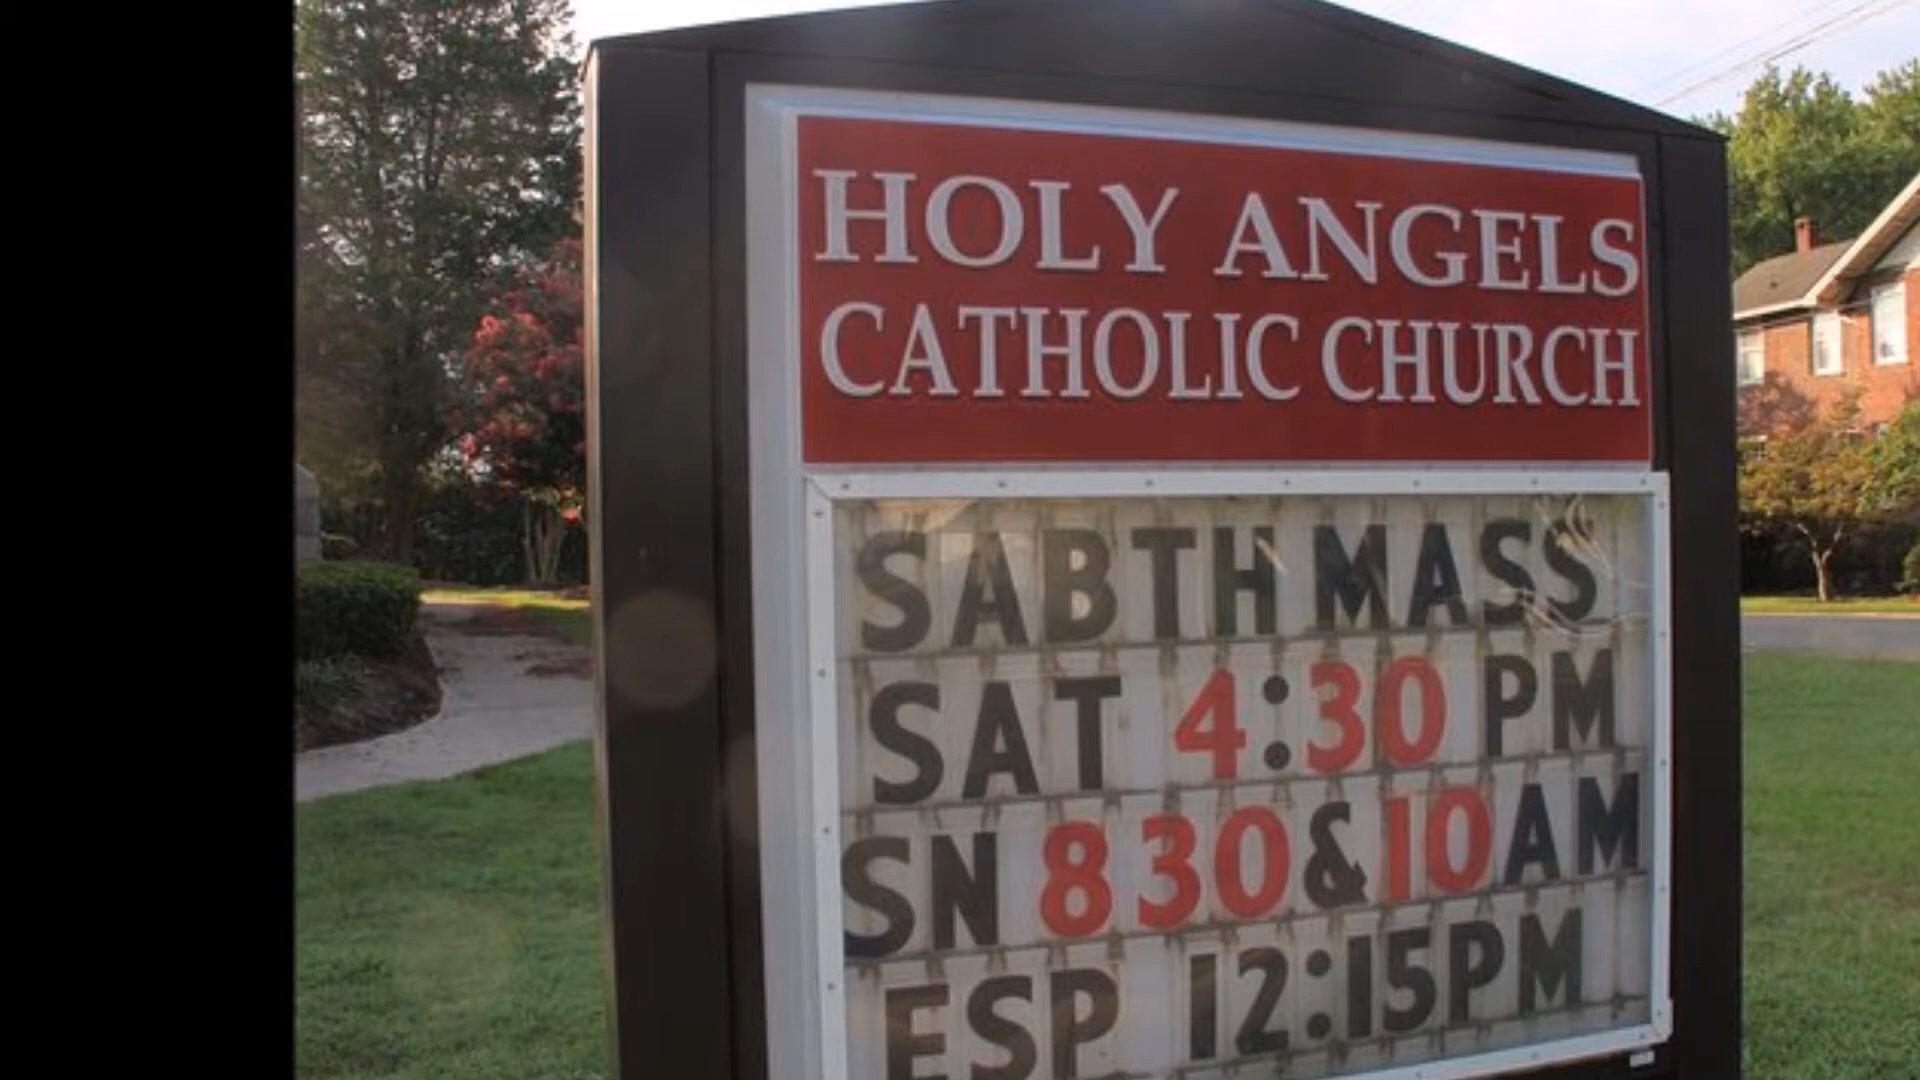 HOLY ANGELS
CATHOLIC CHURCH
SABTH MASS
SAT 4:30 PM
SN 830&10AM
ESP 12:15PM